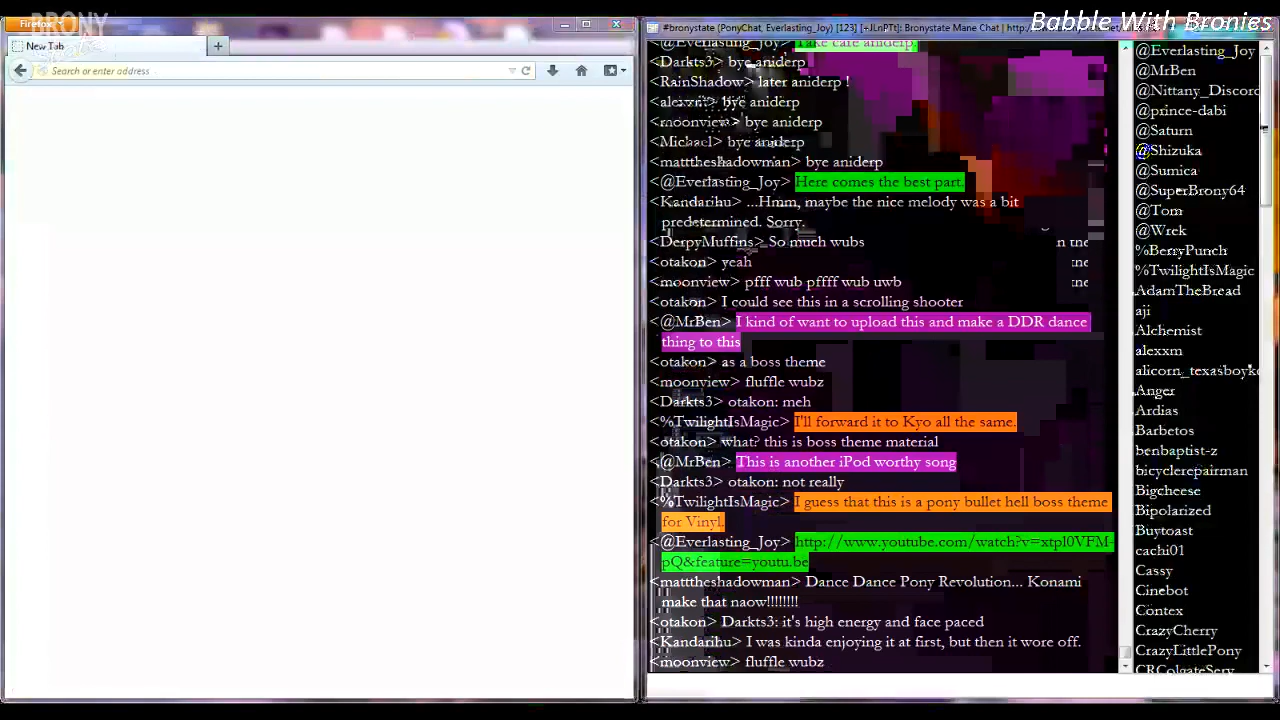 BRONY
Firefox
Babble With Bronies
New Tab
Search or enter address
#bronystate (PonyChat, Everlasting_Joy) [123] [+JLnPTt]: Bronystate Mane Chat | http://
<@Everlasting_Joy> Take care aniderp
<Darkts3> bye aniderp
<RainShadow> later aniderp !
bye aniderp
<moonview> bye aniderp
<Michael> bye aniderp
<matttheshadowman> bye aniderp
<@Everlasting_Joy> Here comes the best part.
<Kandarihu> ...Hmm, maybe the nice melody was a bit
predetermined. Sorry.
<DerpyMuffins> So much wubs
<otakon> yeah
<moonview> pfff wub pffff wub uwb
<otakon> I could see this in a scrolling shooter
<@MrBen> I kind of want to upload this and make a DDR dance
thing to this
<otakon> as a boss theme
<moonview> fluffle wubz
<Darkts3> otakon: meh
<%TwilightIsMagic> I'll forward it to Kyo all the same.
<otakon> what? this is boss theme material
<@MrBen> This is another iPod worthy song
<Darkts3> otakon: not really
<%TwilightIsMagic> I guess that this is a pony bullet hell boss theme
for Vinyl.
<@Everlasting_Joy> http://www.youtube.com/watch?v=xtpl0VFM-
pQ&feature=youtu.be
<matttheshadowman> Dance Dance Pony Revolution... Konami
make that naow!!!!!!!!
<otakon> Darkts3: it's high energy and face paced
<Kandarihu> I was kinda enjoying it at first, but then it wore off.
<moonview> fluffle wubz
@Everlasting_Joy
@MrBen
@Nittany_Discord
@prince-dabi
@Saturn
@Shizuka
@Sumica
@SuperBrony64
@Tom
@Wrek
%BerryPunch
%TwilightIsMagic
AdamTheBread
aji
Alchemist
alexxm
alicorn_texasboyko
Anger
Ardias
Barbetos
benbaptist-z
bicyclerepairman
Bigcheese
Bipolarized
Buytoast
cachi01
Cassy
Cinebot
Contex
CrazyCherry
CrazyLittlePony
CRColgateServ